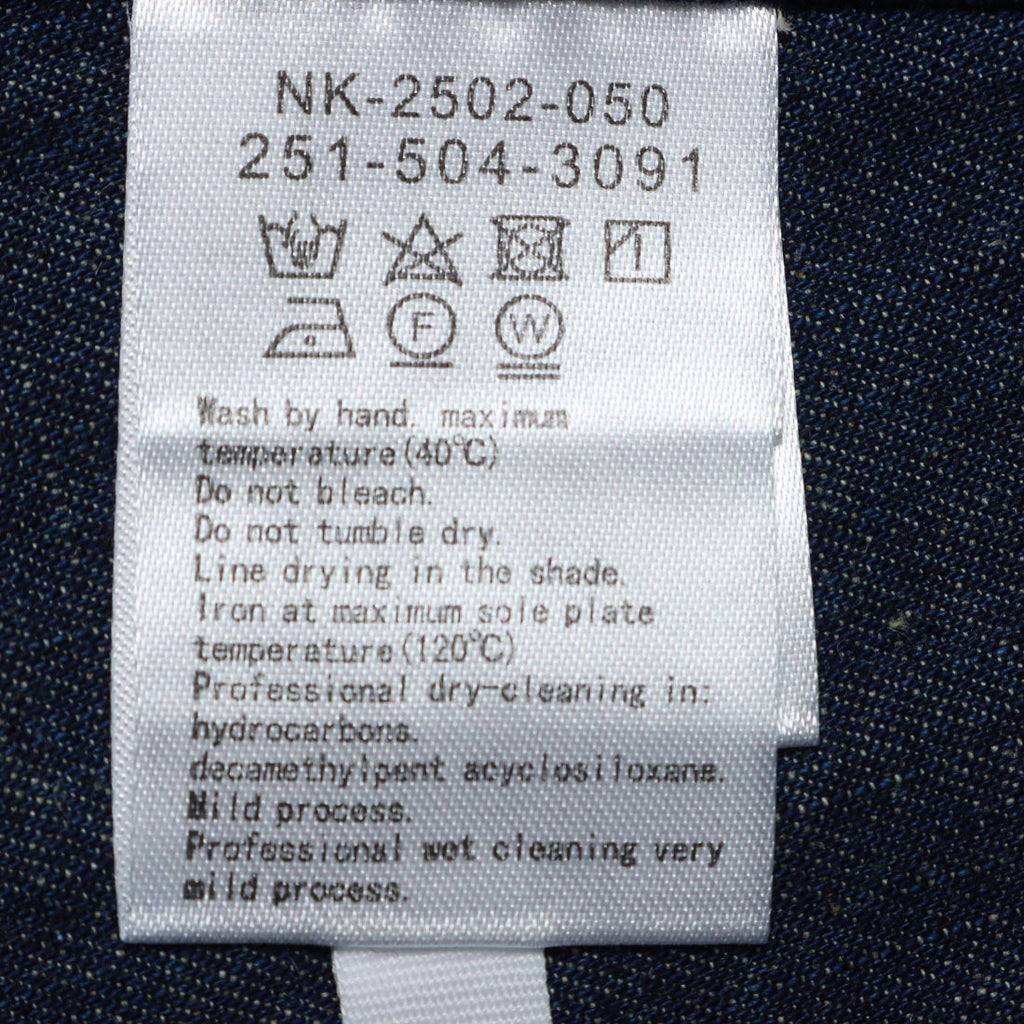 NK-2502-050
251-504-3091
F W
Wash by hand. maximum
temperature(40℃)
Do not bleach.
Do not tumble dry.
Line drying in the shade.
Iron at maximum sole plate
temperature(120℃)
Professional dry-cleaning in:
hydrocarbons.
decamethylpent acyclosiloxane.
Mild process.
Professional wet cleaning very
mild process.